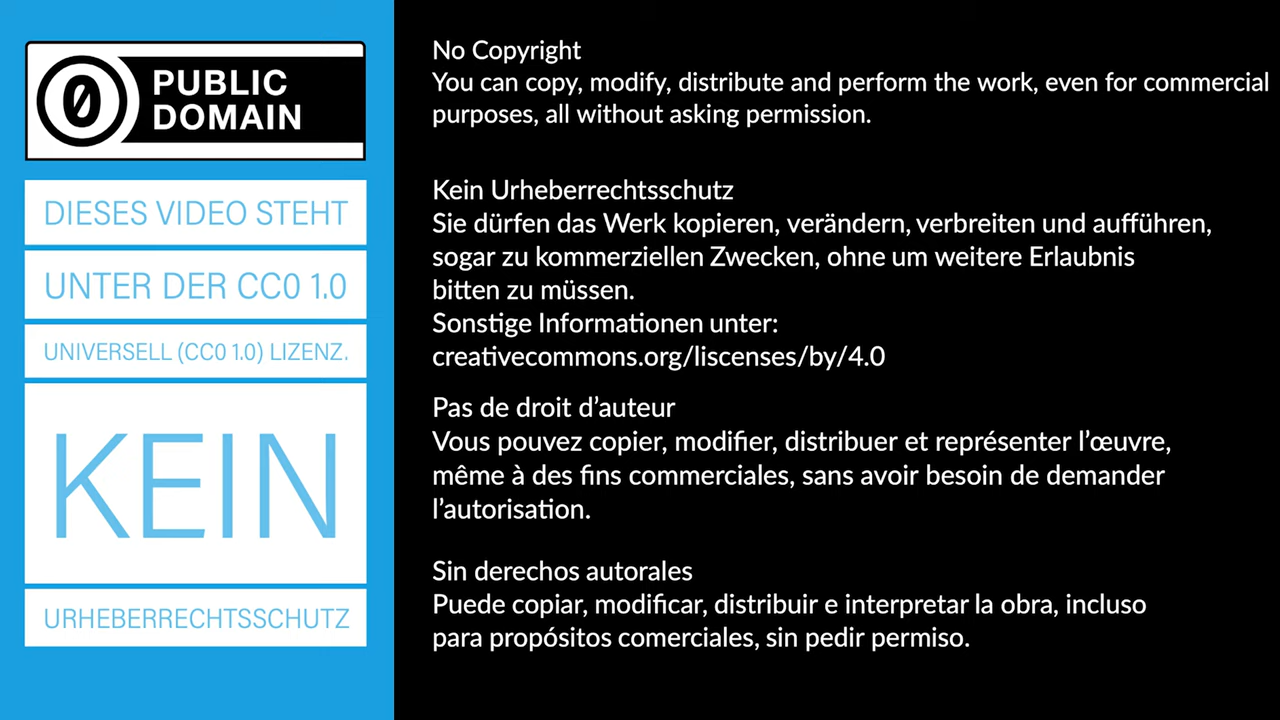 0 PUBLIC
DOMAIN
DIESES VIDEO STEHT
UNTER DER CC0 1.0
UNIVERSELL (CC0 1.0) LIZENZ.
KEIN
URHEBERRECHTSSCHUTZ
No Copyright
You can copy, modify, distribute and perform the work, even for commercial
purposes, all without asking permission.
Kein Urheberrechtsschutz
Sie dürfen das Werk kopieren, verändern, verbreiten und aufführen,
sogar zu kommerziellen Zwecken, ohne um weitere Erlaubnis
bitten zu müssen.
Sonstige Informationen unter:
creativecommons.org/liscenses/by/4.0
Pas de droit d’auteur
Vous pouvez copier, modifier, distribuer et représenter l’œuvre,
même à des fins commerciales, sans avoir besoin de demander
l’autorisation.
Sin derechos autorales
Puede copiar, modificar, distribuir e interpretar la obra, incluso
para propósitos comerciales, sin pedir permiso.